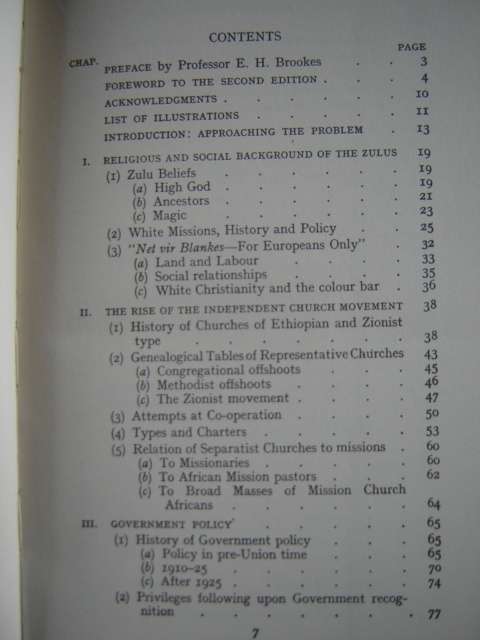 CONTENTS
CHAP. PAGE
PREFACE by Professor E. H. Brookes . . 3
FOREWORD TO THE SECOND EDITION . . . 4
ACKNOWLEDGMENTS . . . . . . 10
LIST OF ILLUSTRATIONS . . . . . 11
INTRODUCTION: APPROACHING THE PROBLEM . 13
I. RELIGIOUS AND SOCIAL BACKGROUND OF THE ZULUS 19
(1) Zulu Beliefs . . . . . . 19
(a) High God . . . . . . 19
(b) Ancestors . . . . . . 21
(c) Magic . . . . . . 23
(2) White Missions, History and Policy . . 25
(3) "Net vir Blankes—For Europeans Only" . 32
(a) Land and Labour . . . . 33
(b) Social relationships . . . . 35
(c) White Christianity and the colour bar . 36
II. THE RISE OF THE INDEPENDENT CHURCH MOVEMENT 38
(1) History of Churches of Ethiopian and Zionist
type . . . . . . . 38
(2) Genealogical Tables of Representative Churches 43
(a) Congregational offshoots . . . 45
(b) Methodist offshoots . . . . 46
(c) The Zionist movement . . . . 47
(3) Attempts at Co-operation . . . . 50
(4) Types and Charters . . . . . 53
(5) Relation of Separatist Churches to missions . 60
(a) To Missionaries . . . . . 60
(b) To African Mission pastors . . . 62
(c) To Broad Masses of Mission Church
Africans . . . . . . 64
III. GOVERNMENT POLICY . . . . . 65
(1) History of Government policy . . . 65
(a) Policy in pre-Union time . . . 65
(b) 1910–25 . . . . . . 70
(c) After 1925 . . . . . . 74
(2) Privileges following upon Government recog-
nition . . . . . . . 77
7